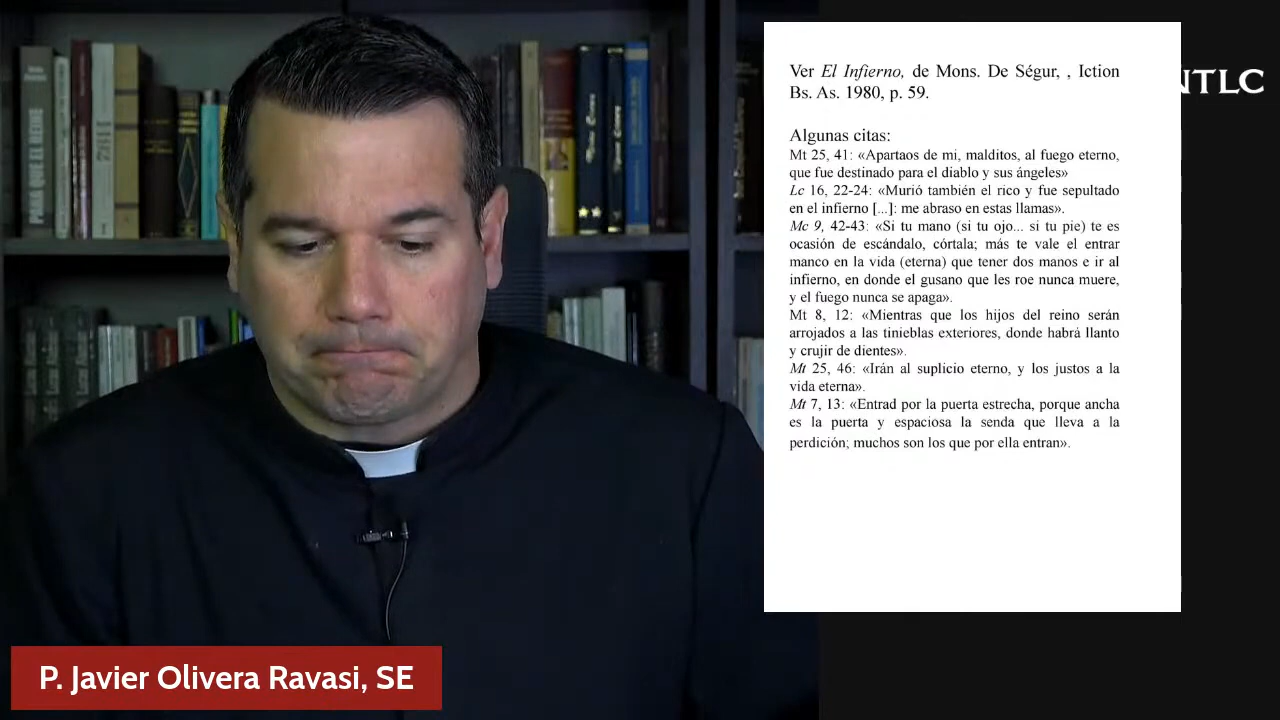 PARA QUE EL REINE
NTLC
Ver El Infierno, de Mons. De Ségur, , Iction
Bs. As. 1980, p. 59.
Algunas citas:
Mt 25, 41: «Apartaos de mi, malditos, al fuego eterno,
que fue destinado para el diablo y sus ángeles»
Lc 16, 22-24: «Murió también el rico y fue sepultado
en el infierno [...]: me abraso en estas llamas».
Mc 9, 42-43: «Si tu mano (si tu ojo... si tu pie) te es
ocasión de escándalo, córtala; más te vale el entrar
manco en la vida (eterna) que tener dos manos e ir al
infierno, en donde el gusano que les roe nunca muere,
y el fuego nunca se apaga».
Mt 8, 12: «Mientras que los hijos del reino serán
arrojados a las tinieblas exteriores, donde habrá llanto
y crujir de dientes».
Mt 25, 46: «Irán al suplicio eterno, y los justos a la
vida eterna».
Mt 7, 13: «Entrad por la puerta estrecha, porque ancha
es la puerta y espaciosa la senda que lleva a la
perdición; muchos son los que por ella entran».
P. Javier Olivera Ravasi, SE